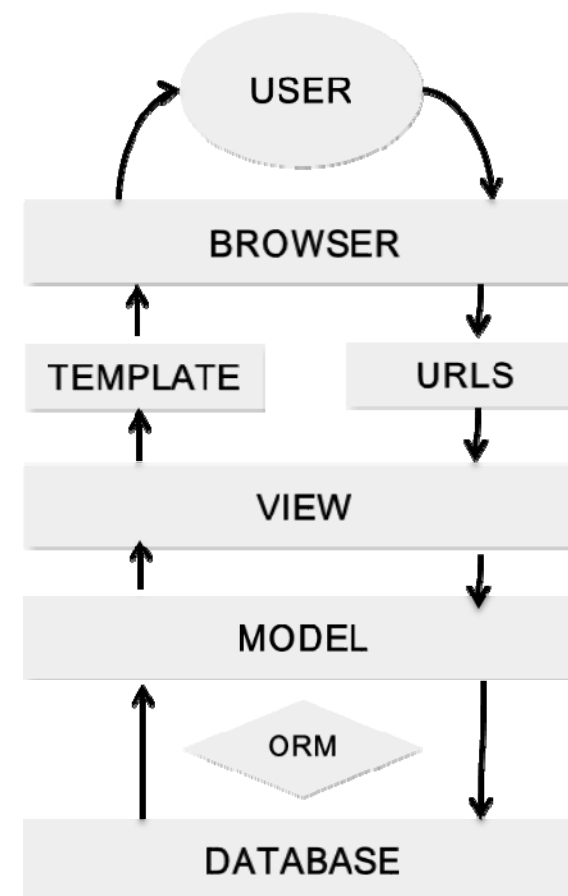 USER
BROWSER
TEMPLATE
URLS
VIEW
MODEL
ORM
DATABASE